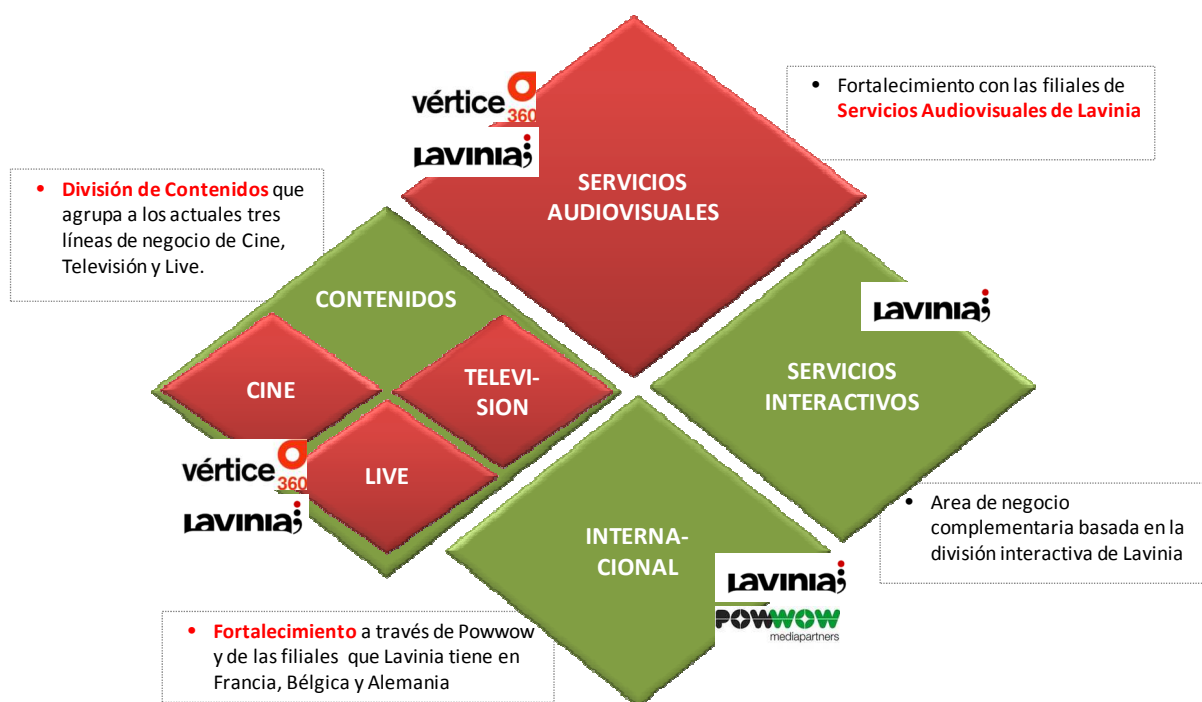 vértice
360
Lavinia
SERVICIOS
AUDIOVISUALES
• Fortalecimiento con las filiales de
Servicios Audiovisuales de Lavinia
• División de Contenidos que
agrupa a los actuales tres
líneas de negocio de Cine,
Televisión y Live.
CONTENIDOS
CINE
TELEVI-
SION
LIVE
vértice
360
Lavinia
Lavinia
SERVICIOS
INTERACTIVOS
• Area de negocio
complementaria basada en la
división interactiva de Lavinia
INTERNA-
CIONAL
Lavinia
POWWOW
mediapartners
• Fortalecimiento a través de Powwow
y de las filiales que Lavinia tiene en
Francia, Bélgica y Alemania